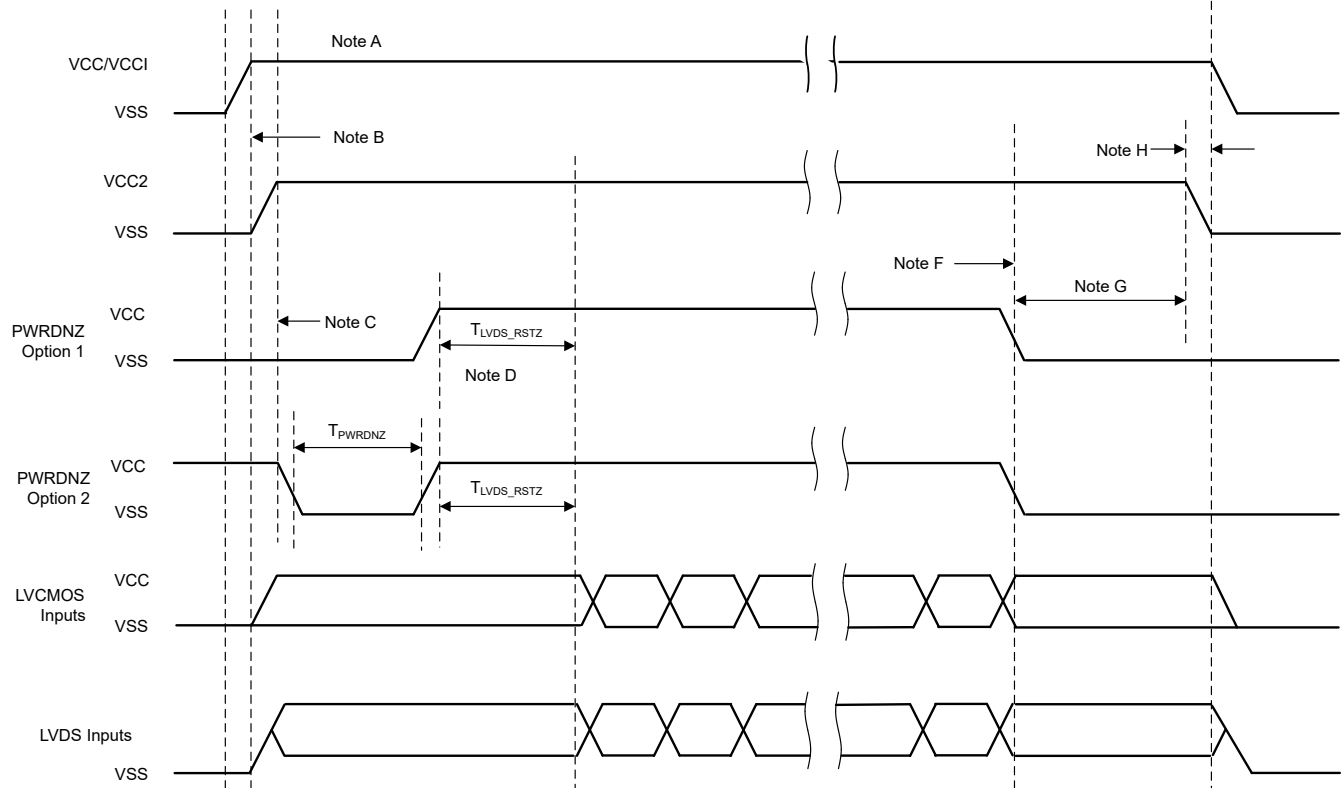 Note A
VCC/VCCI
VSS
Note B
Note H
VCC2
VSS
Note F
Note G
PWRDNZ
Option 1
VCC
Note C
TLVDS_RSTZ
VSS
Note D
TPWRDNZ
PWRDNZ
Option 2
VCC
TLVDS_RSTZ
VSS
LVCMOS
Inputs
VCC
VSS
LVDS Inputs
VSS